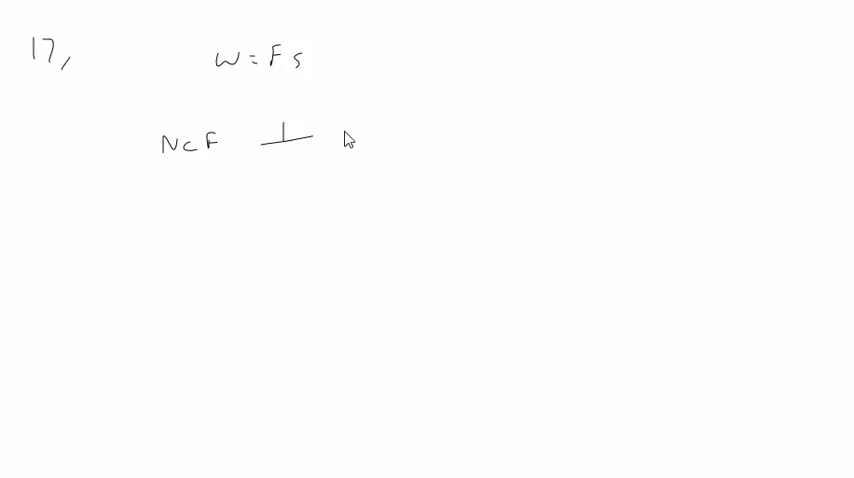 17,
W = F s
NCF ⊥